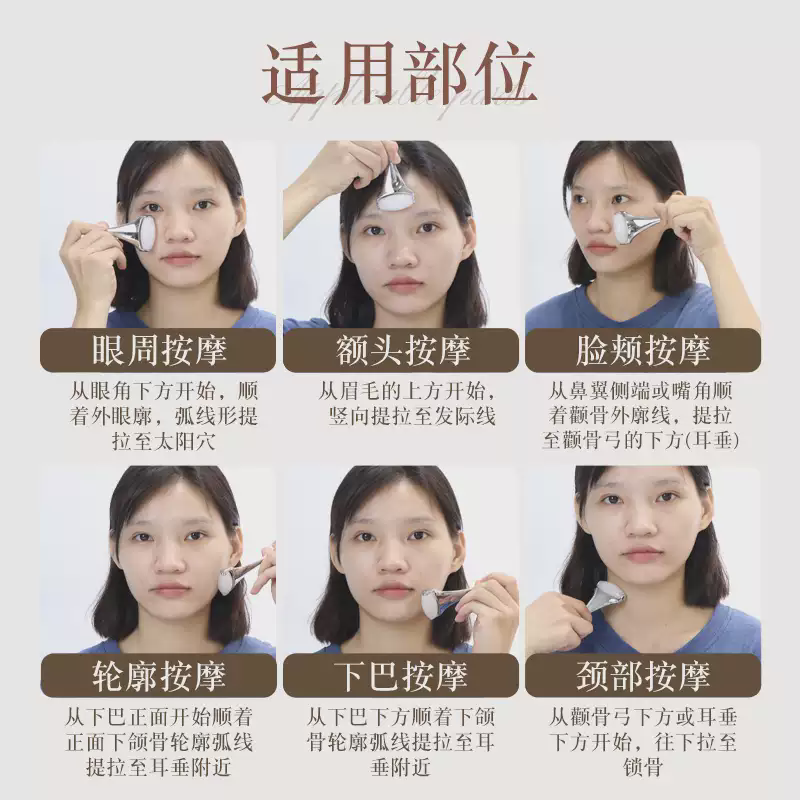 适用部位
Applicable parts
眼周按摩
从眼角下方开始，顺
着外眼廓，弧线形提
拉至太阳穴
额头按摩
从眉毛的上方开始，
竖向提拉至发际线
脸颊按摩
从鼻翼侧端或嘴角顺
着颧骨外廓线，提拉
至颧骨弓的下方(耳垂)
轮廓按摩
从下巴正面开始顺着
正面下颌骨轮廓弧线
提拉至耳垂附近
下巴按摩
从下巴下方顺着下颌
骨轮廓弧线提拉至耳
垂附近
颈部按摩
从颧骨弓下方或耳垂
下方开始，往下拉至
锁骨